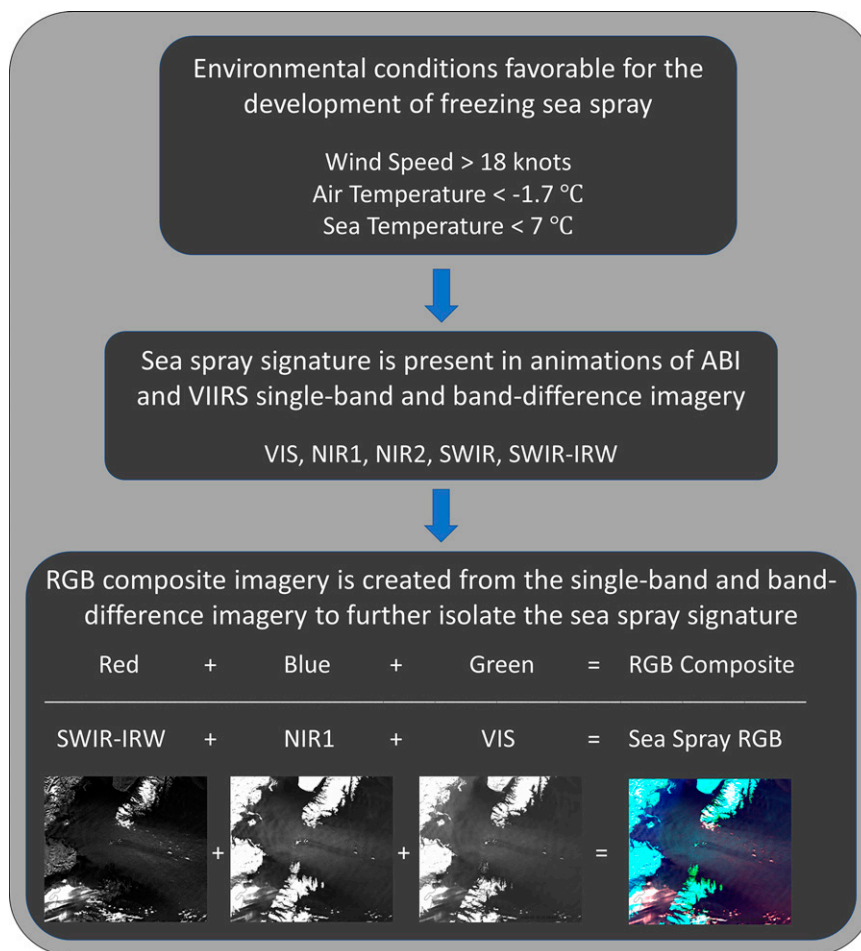 Environmental conditions favorable for the
development of freezing sea spray
Wind Speed > 18 knots
Air Temperature < -1.7 ℃
Sea Temperature < 7 ℃
Sea spray signature is present in animations of ABI
and VIIRS single-band and band-difference imagery
VIS, NIR1, NIR2, SWIR, SWIR-IRW
RGB composite imagery is created from the single-band and band-
difference imagery to further isolate the sea spray signature
Red + Blue + Green = RGB Composite
SWIR-IRW + NIR1 + VIS = Sea Spray RGB
+ + =